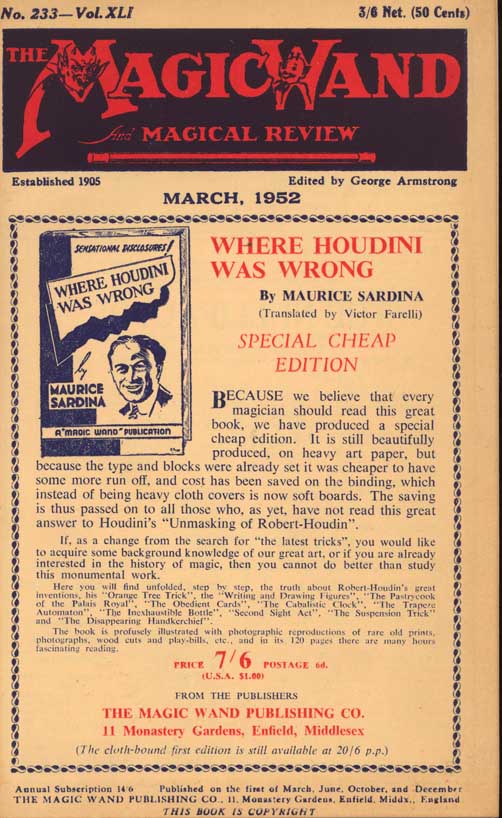 No. 233—Vol. XLI
3/6 Net. (50 Cents)
THE MAGIC WAND
And MAGICAL REVIEW
Established 1905
Edited by George Armstrong
MARCH, 1952
SENSATIONAL DISCLOSURES!
WHERE HOUDINI
WAS WRONG
by
MAURICE
SARDINA
A "MAGIC WAND" PUBLICATION
WHERE HOUDINI
WAS WRONG
By MAURICE SARDINA
(Translated by Victor Farelli)
SPECIAL CHEAP
EDITION
BECAUSE we believe that every
magician should read this great
book, we have produced a special
cheap edition. It is still beautifully
produced, on heavy art paper, but
because the type and blocks were already set it was cheaper to have
some more run off, and cost has been saved on the binding, which
instead of being heavy cloth covers is now soft boards. The saving
is thus passed on to all those who, as yet, have not read this great
answer to Houdini's "Unmasking of Robert-Houdin".
If, as a change from the search for "the latest tricks", you would like
to acquire some background knowledge of our great art, or if you are already
interested in the history of magic, then you cannot do better than study
this monumental work.
Here you will find unfolded, step by step, the truth about Robert-Houdin's great
inventions, his "Orange Tree Trick", the "Writing and Drawing Figures", "The Pastrycook
of the Palais Royal", "The Obedient Cards", "The Cabalistic Clock", "The Trapeze
Automaton", "The Inexhaustible Bottle", "Second Sight Act", "The Suspension Trick"
and "The Disappearing Handkerchief".
The book is profusely illustrated with photographic reproductions of rare old prints,
photographs, wood cuts and play-bills, etc., and in its 120 pages there are many hours
fascinating reading.
PRICE 7/6 POSTAGE 6d.
(U.S.A. $1.00)
FROM THE PUBLISHERS
THE MAGIC WAND PUBLISHING CO.
11 Monastery Gardens, Enfield, Middlesex
(The cloth-bound first edition is still available at 20/6 p.p.)
Annual Subscription 14/6 Published on the first of March, June, October, and December
THE MAGIC WAND PUBLISHING CO., 11, Monastery Gardens, Enfield, Middx., England
THIS BOOK IS COPYRIGHT